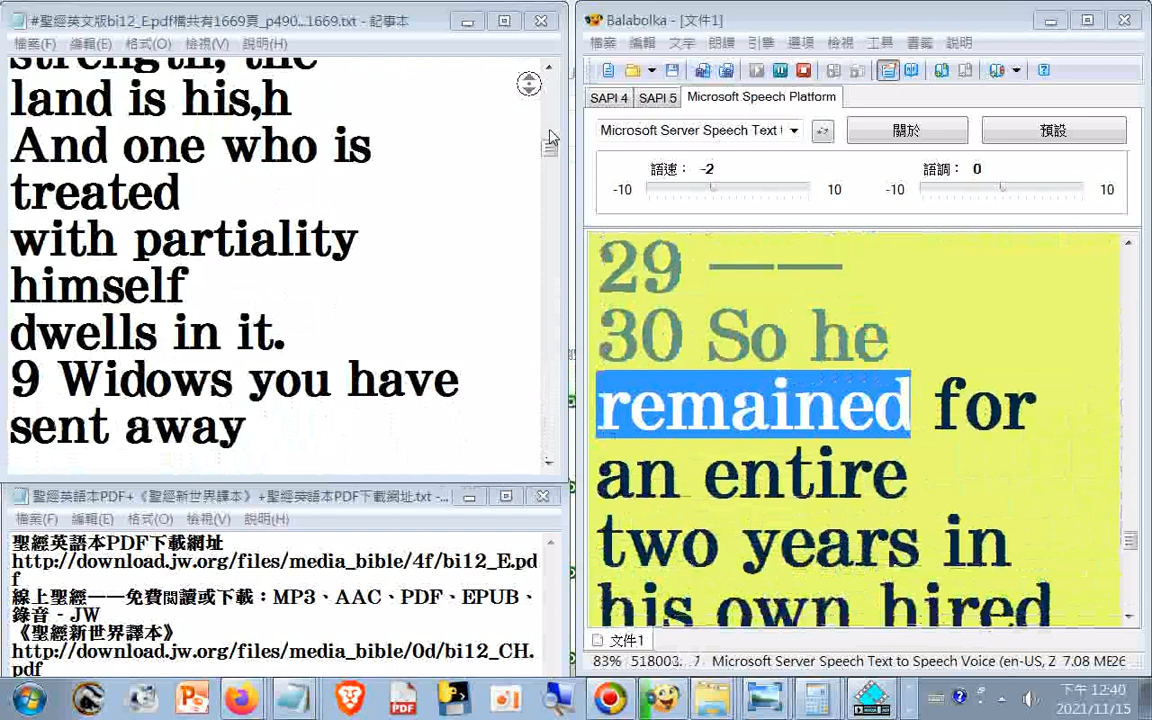 #聖經英文版bi12_E.pdf檔共有1669頁_p490...1669.txt - 記事本
檔案(F) 編輯(E) 格式(O) 檢視(V) 說明(H)
strength, the
land is his,h
And one who is
treated
with partiality
himself
dwells in it.
9 Widows you have
sent away
聖經英語本PDF+《聖經新世界譯本》+聖經英語本PDF下載網址.txt -...
檔案(F) 編輯(E) 格式(O) 檢視(V) 說明(H)
聖經英語本PDF下載網址
http://download.jw.org/files/media_bible/4f/bi12_E.pd
f
線上聖經——免費閱讀或下載：MP3、AAC、PDF、EPUB、
錄音 - JW
《聖經新世界譯本》
http://download.jw.org/files/media_bible/0d/bi12_CH.
pdf
Balabolka - [文件1]
檔案 編輯 文字 朗讀 引擎 選項 檢視 工具 書籤 說明
SAPI 4 SAPI 5 Microsoft Speech Platform
Microsoft Server Speech Text 關於 預設
語速： -2 語調： 0
-10 10 -10 10
29 ——
30 So he
remained for
an entire
two years in
his own hired
文件1
83% 518003. Microsoft Server Speech Text to Speech Voice (en-US, Z 7.08 ME26
下午 12:40
2021/11/15